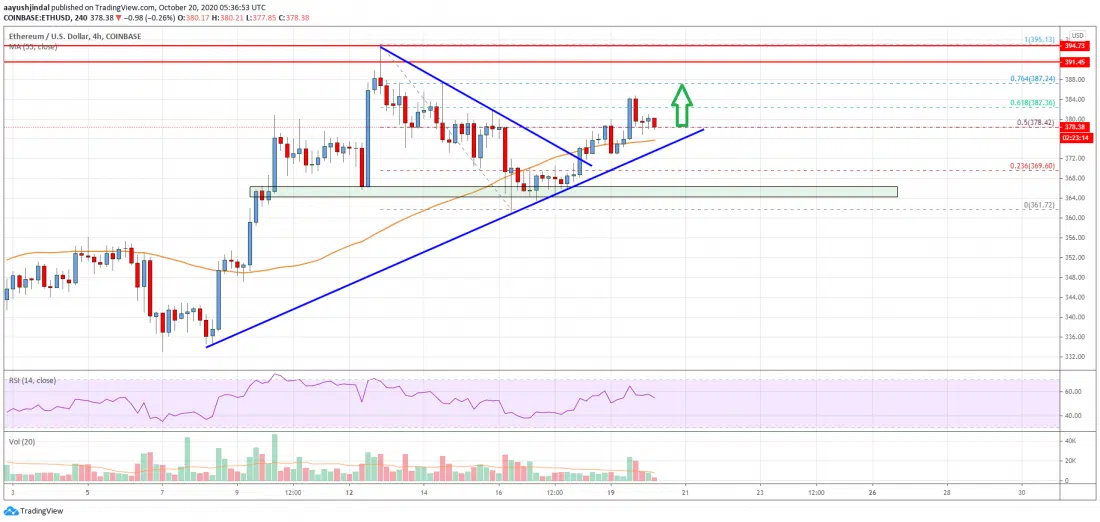 aayushjindal published on TradingView.com, October 20, 2020 05:36:53 UTC
COINBASE:ETHUSD, 240 378.38 ▼ −0.98 (−0.26%) O:380.17 H:380.21 L:377.85 C:378.38
Ethereum / U.S. Dollar, 4h, COINBASE
MA (55, close)
USD
1(395.13)
394.73
391.45
388.00
0.764(387.24)
384.00
0.618(382.36)
380.00
0.5(378.42)
378.38
02:23:14
372.00
0.236(369.60)
368.00
364.00
0(361.72)
360.00
356.00
352.00
348.00
344.00
340.00
336.00
332.00
RSI (14, close)
60.00
40.00
Vol (20)
40K
20K
0
3 5 7 9 12:00 12 14 16 12:00 19 21 23 12:00 26 28 30
TradingView